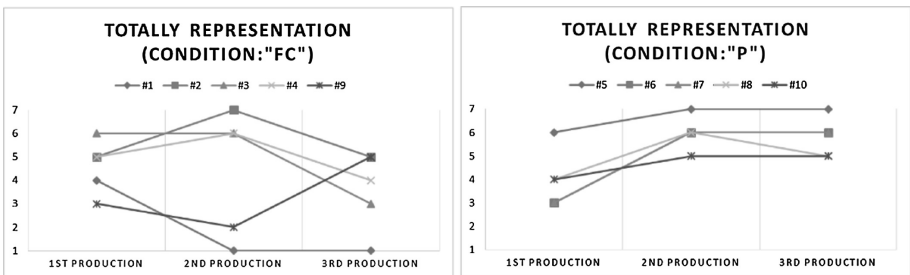 TOTALLY REPRESENTATION
(CONDITION:"FC")
#1 #2 #3 #4 #9
7
6
5
4
3
2
1
1ST PRODUCTION 2ND PRODUCTION 3RD PRODUCTION
TOTALLY REPRESENTATION
(CONDITION:"P")
#5 #6 #7 #8 #10
7
6
5
4
3
2
1
1ST PRODUCTION 2ND PRODUCTION 3RD PRODUCTION